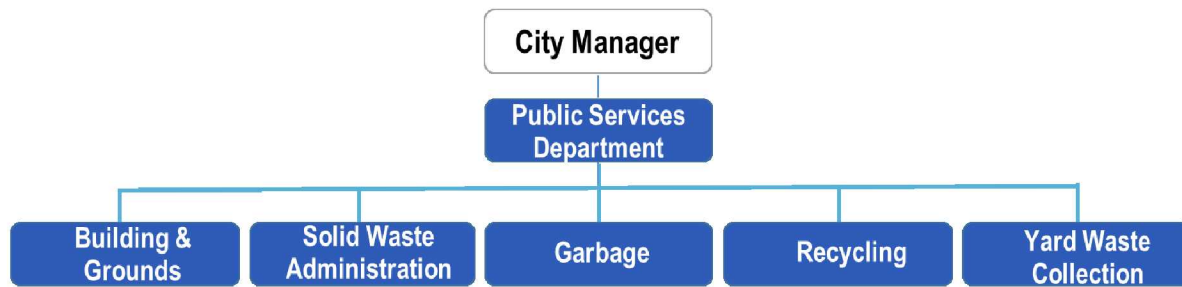 City Manager
Public Services
Department
Building &
Grounds
Solid Waste
Administration
Garbage
Recycling
Yard Waste
Collection